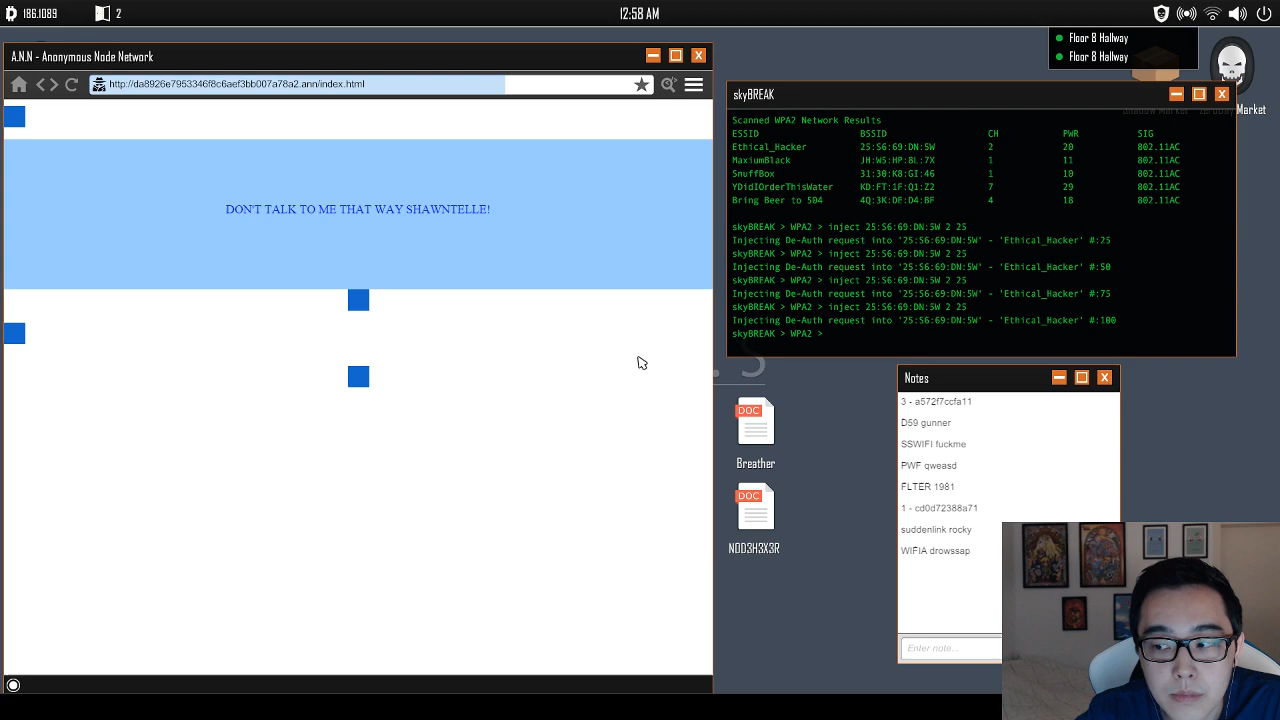 186.1089
2
12:58 AM
Floor 8 Hallway
Floor 8 Hallway
A.N.N - Anonymous Node Network
http://da8926e7953346f8c6aef3bb007a78a2.ann/index.html
DON'T TALK TO ME THAT WAY SHAWNTELLE!
skyBREAK
Scanned WPA2 Network Results
ESSID BSSID CH PWR SIG
Ethical_Hacker 25:S6:69:DN:5W 2 20 802.11AC
MaxiumBlack JH:W5:HP:8L:7X 1 11 802.11AC
SnuffBox 31:30:K8:GI:46 1 10 802.11AC
YDidIOrderThisWater KD:FT:1F:Q1:Z2 7 29 802.11AC
Bring Beer to 504 4Q:3K:DE:D4:BF 4 18 802.11AC
skyBREAK > WPA2 > inject 25:S6:69:DN:5W 2 25
Injecting De-Auth request into '25:S6:69:DN:5W' - 'Ethical_Hacker' #:25
skyBREAK > WPA2 > inject 25:S6:69:DN:5W 2 25
Injecting De-Auth request into '25:S6:69:DN:5W' - 'Ethical_Hacker' #:50
skyBREAK > WPA2 > inject 25:S6:69:DN:5W 2 25
Injecting De-Auth request into '25:S6:69:DN:5W' - 'Ethical_Hacker' #:75
skyBREAK > WPA2 > inject 25:S6:69:DN:5W 2 25
Injecting De-Auth request into '25:S6:69:DN:5W' - 'Ethical_Hacker' #:100
skyBREAK > WPA2 >
Market
DOC
Breather
DOC
N0D3H3X3R
Notes
3 - a572f7ccfa11
D59 gunner
SSWIFI fuckme
PWF qweasd
FLTER 1981
1 - cd0d72388a71
suddenlink rocky
WIFIA drowssap
Enter note...